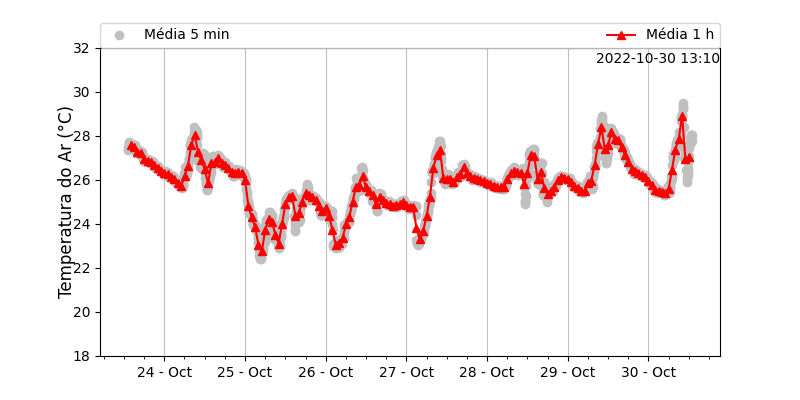 Média 5 min
Média 1 h
2022-10-30 13:10
Temperatura do Ar (°C)
32
30
28
26
24
22
20
18
24 - Oct
25 - Oct
26 - Oct
27 - Oct
28 - Oct
29 - Oct
30 - Oct